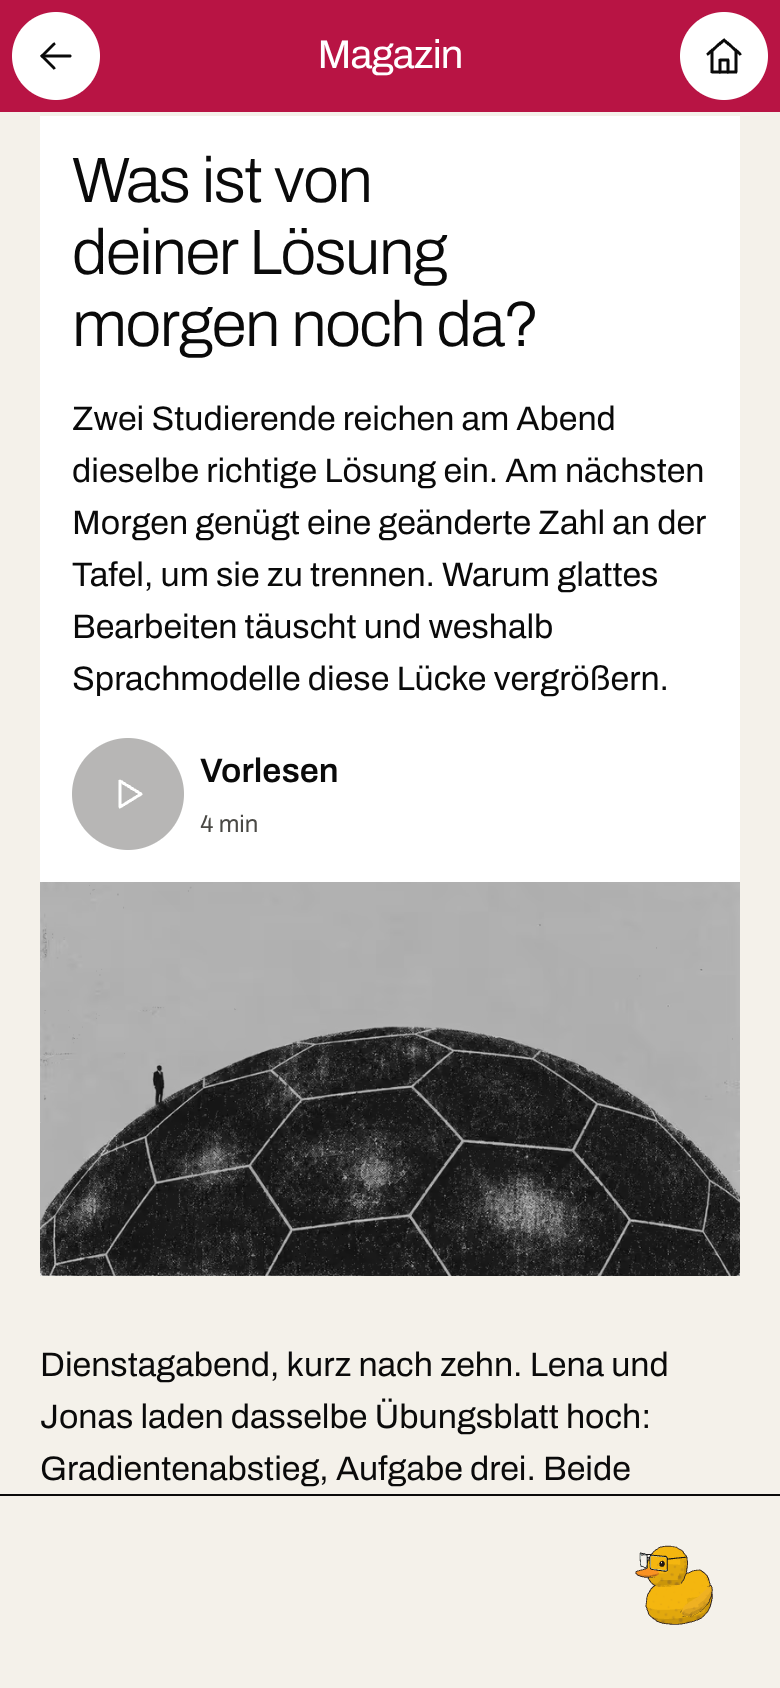 Magazin
Was ist von
deiner Lösung
morgen noch da?
Zwei Studierende reichen am Abend
dieselbe richtige Lösung ein. Am nächsten
Morgen genügt eine geänderte Zahl an der
Tafel, um sie zu trennen. Warum glattes
Bearbeiten täuscht und weshalb
Sprachmodelle diese Lücke vergrößern.
Vorlesen
4 min
Dienstagabend, kurz nach zehn. Lena und
Jonas laden dasselbe Übungsblatt hoch:
Gradientenabstieg, Aufgabe drei. Beide